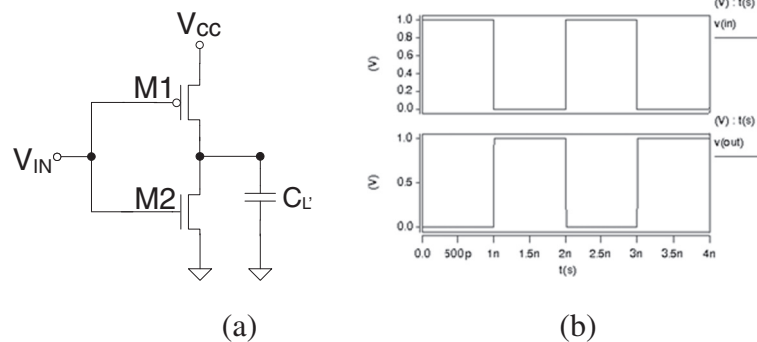 VCC
M1
VIN
M2
CL'
(a)
(V) : t(s)
v(in)
1.0
0.8
0.6
0.4
0.2
0.0
(V)
(V) : t(s)
v(out)
1.0
0.5
0.0
(V)
0.0 500p 1n 1.5n 2n 2.5n 3n 3.5n 4n
t(s)
(b)